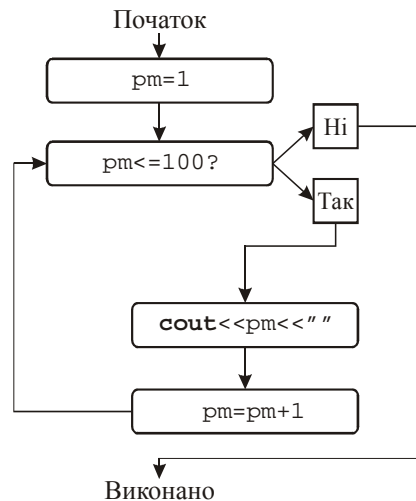 Початок
pm=1
Ні
pm<=100?
Так
cout<<pm<<″″
pm=pm+1
Виконано